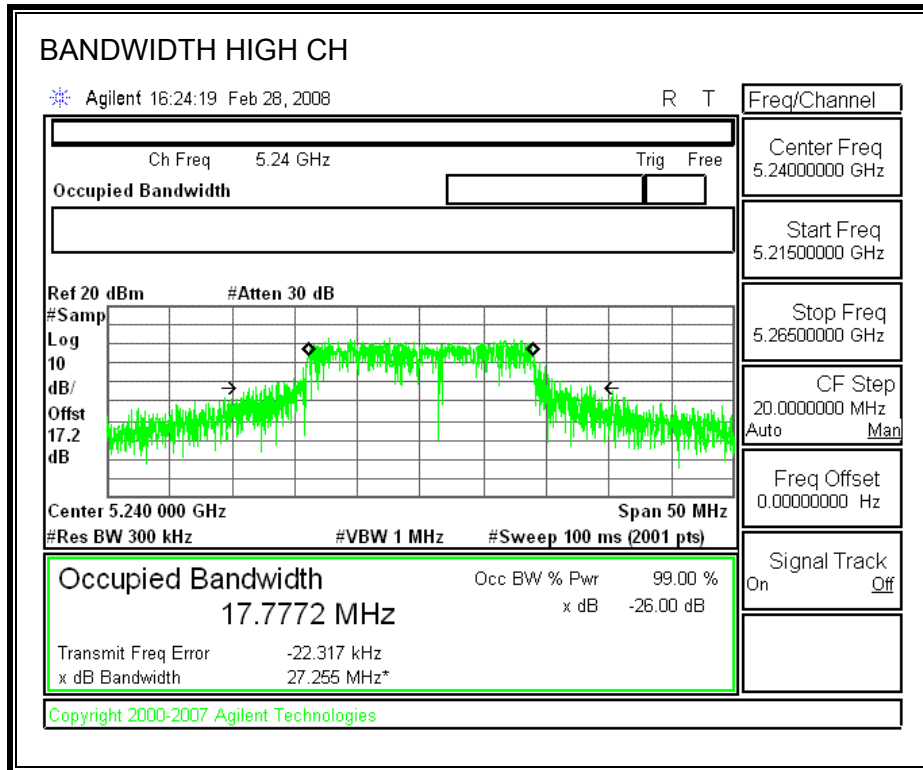 BANDWIDTH HIGH CH
Agilent 16:24:19 Feb 28, 2008 R T
Freq/Channel
Ch Freq 5.24 GHz Trig Free
Occupied Bandwidth
Center Freq
5.24000000 GHz
Start Freq
5.21500000 GHz
Stop Freq
5.26500000 GHz
CF Step
20.0000000 MHz
Auto Man
Freq Offset
0.00000000 Hz
Signal Track
On Off
Ref 20 dBm #Atten 30 dB
#Samp
Log
10
dB/
Offst
17.2
dB
Center 5.240 000 GHz Span 50 MHz
#Res BW 300 kHz #VBW 1 MHz #Sweep 100 ms (2001 pts)
Occupied Bandwidth Occ BW % Pwr 99.00 %
17.7772 MHz x dB -26.00 dB
Transmit Freq Error -22.317 kHz
x dB Bandwidth 27.255 MHz*
Copyright 2000-2007 Agilent Technologies